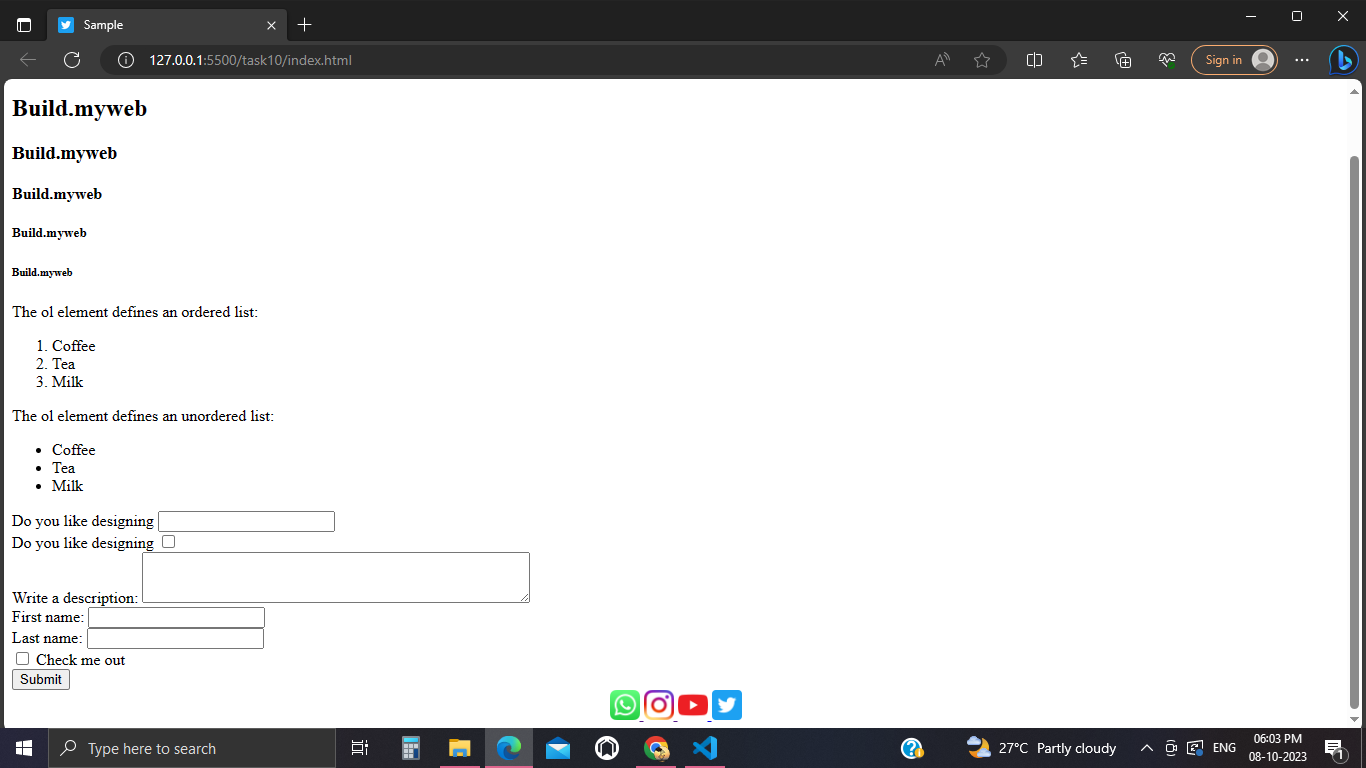 Sample
127.0.0.1:5500/task10/index.html
Sign in
Build.myweb
Build.myweb
Build.myweb
Build.myweb
Build.myweb
The ol element defines an ordered list:
1. Coffee
2. Tea
3. Milk
The ol element defines an unordered list:
• Coffee
• Tea
• Milk
Do you like designing
Do you like designing
Write a description:
First name:
Last name:
Check me out
Submit
Type here to search
27°C Partly cloudy
ENG
06:03 PM
08-10-2023
1